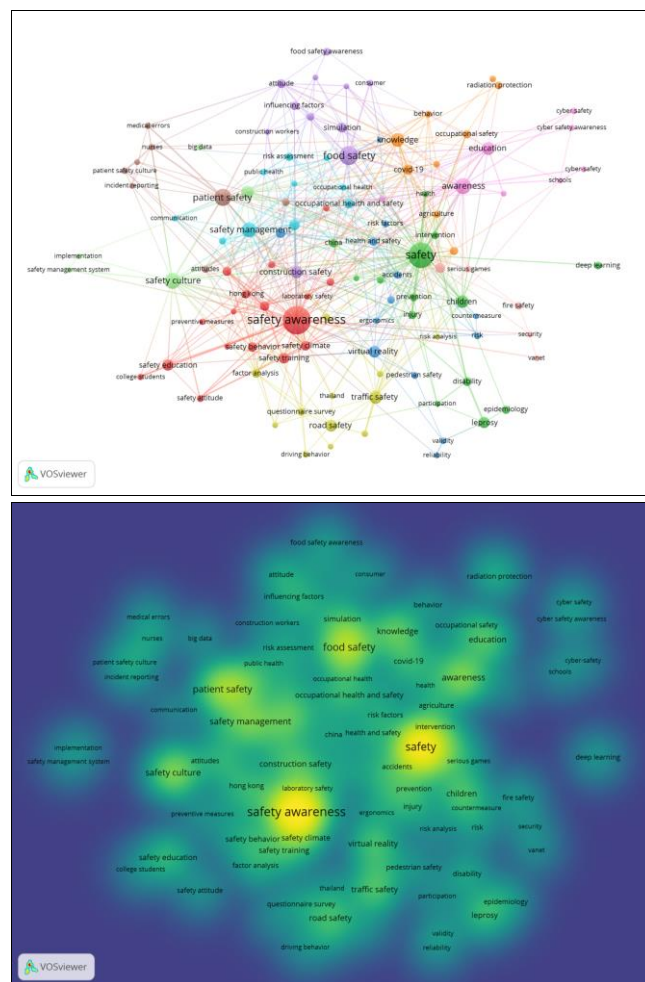 food safety awareness
attitude
consumer
radiation protection
influencing factors
behavior
cyber safety
medical errors
construction workers
simulation
cyber safety awareness
knowledge
occupational safety
nurses
big data
education
risk assessment
food safety
patient safety culture
public health
covid-19
cyber-safety
incident reporting
occupational health
awareness
schools
patient safety
health
occupational health and safety
agriculture
communication
risk factors
safety management
intervention
china
health and safety
implementation
safety
safety management system
attitudes
serious games
deep learning
safety culture
construction safety
accidents
hong kong
laboratory safety
prevention
children
fire safety
injury
countermeasure
preventive measures
safety awareness
ergonomics
risk analysis
risk
security
safety behavior
safety climate
virtual reality
vanet
safety education
safety training
factor analysis
pedestrian safety
college students
disability
safety attitude
thailand
traffic safety
participation
questionnaire survey
epidemiology
road safety
leprosy
validity
driving behavior
reliability
VOSviewer
food safety awareness
attitude
consumer
radiation protection
influencing factors
behavior
cyber safety
medical errors
construction workers
simulation
cyber safety awareness
knowledge
occupational safety
nurses
big data
education
risk assessment
food safety
patient safety culture
public health
covid-19
cyber-safety
incident reporting
occupational health
awareness
schools
patient safety
health
occupational health and safety
agriculture
communication
risk factors
safety management
intervention
china
health and safety
implementation
safety
safety management system
attitudes
serious games
deep learning
safety culture
construction safety
accidents
hong kong
laboratory safety
prevention
children
fire safety
injury
countermeasure
preventive measures
safety awareness
ergonomics
risk analysis
risk
security
safety behavior
safety climate
virtual reality
vanet
safety education
safety training
factor analysis
pedestrian safety
college students
disability
safety attitude
thailand
traffic safety
participation
questionnaire survey
epidemiology
road safety
leprosy
validity
driving behavior
reliability
VOSviewer